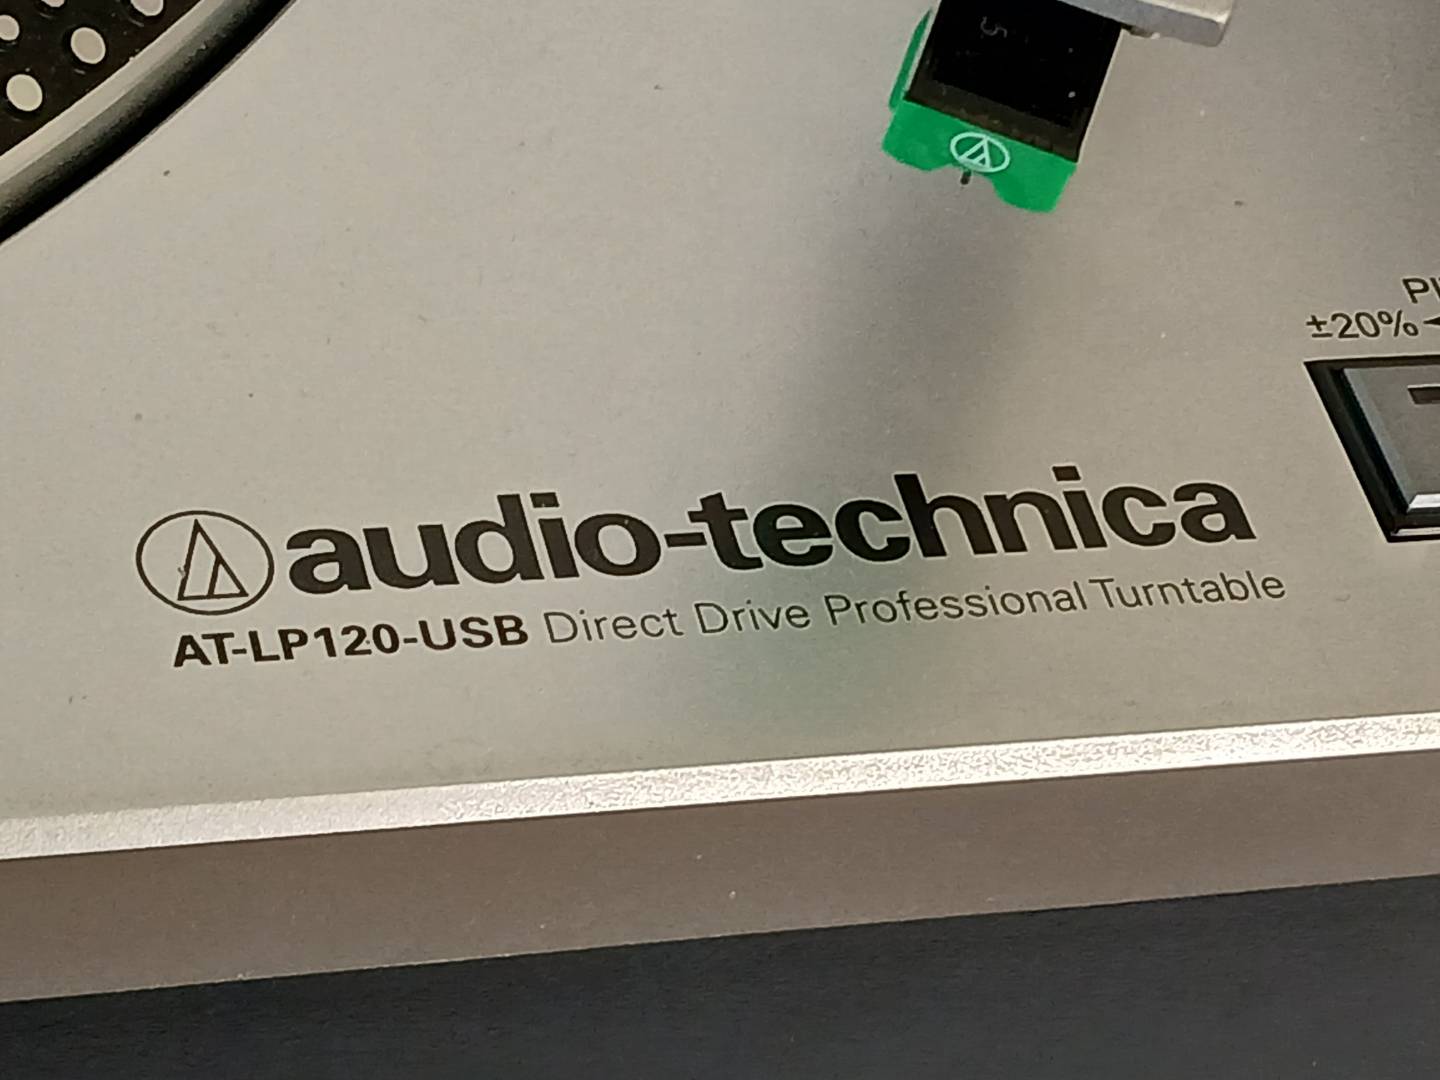 ±20%
audio-technica
AT-LP120-USB Direct Drive Professional Turntable